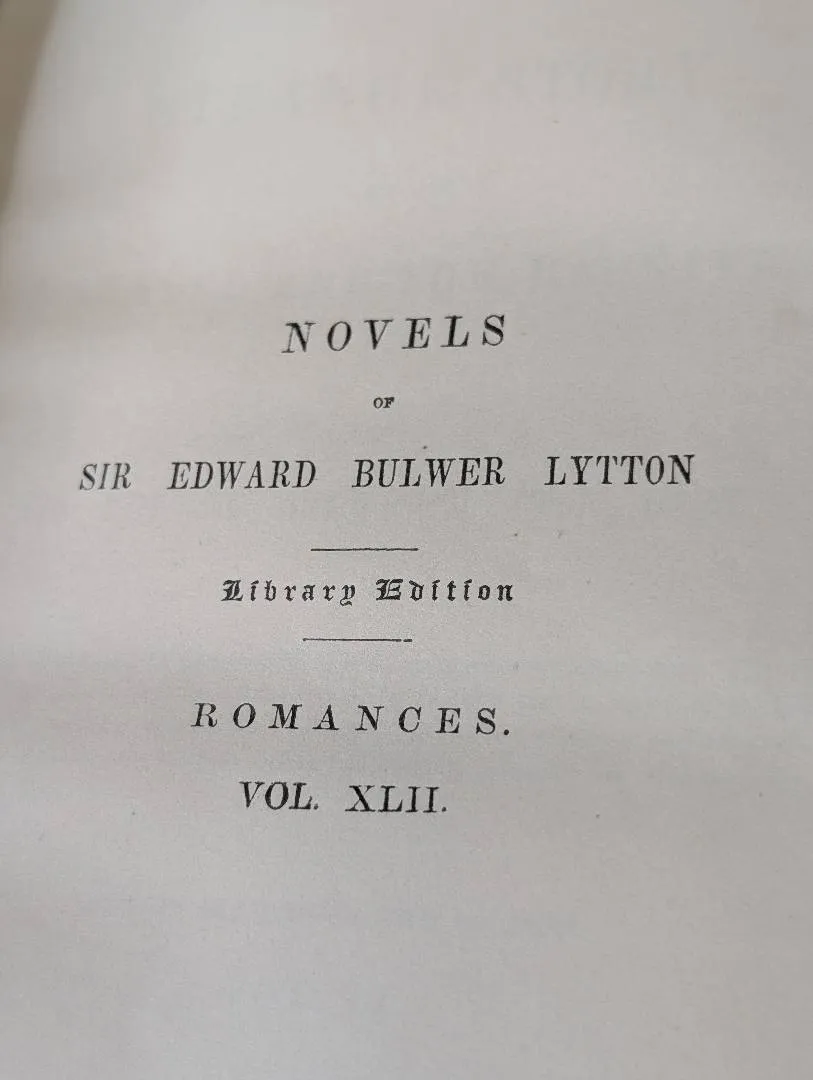 NOVELS
OF
SIR EDWARD BULWER LYTTON
Library Edition
ROMANCES.
VOL. XLII.